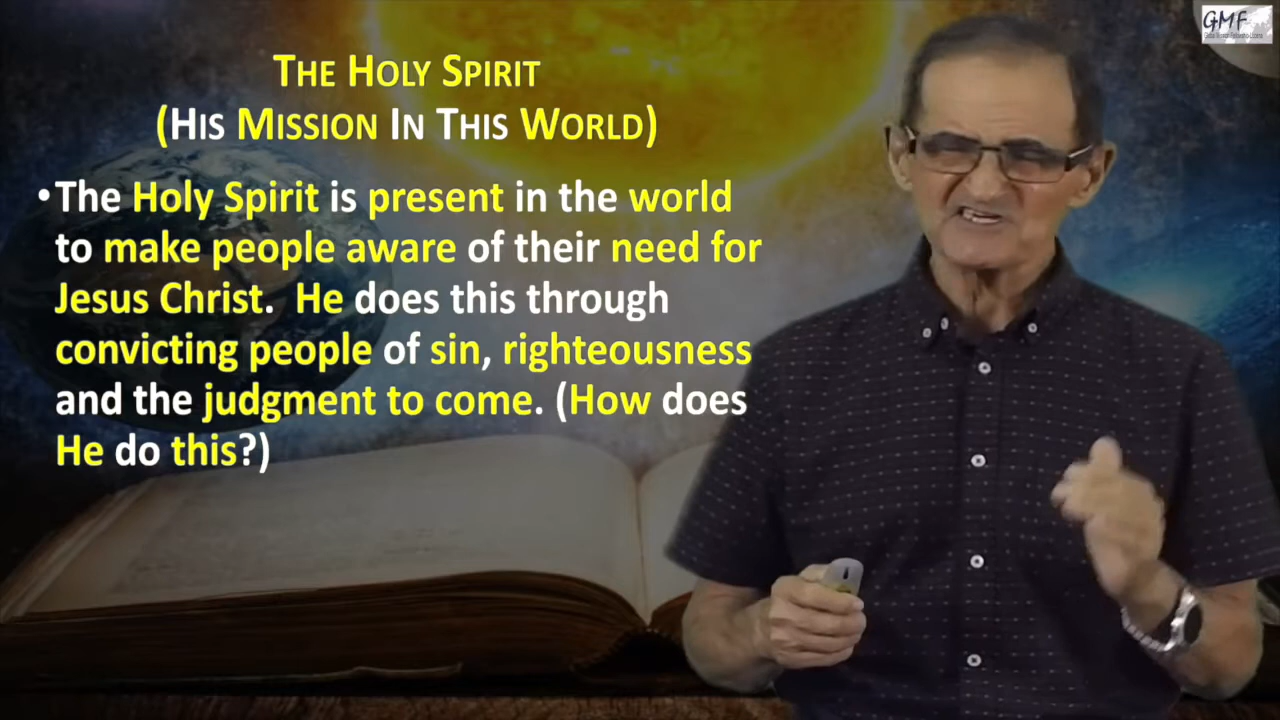 THE HOLY SPIRIT
(HIS MISSION IN THIS WORLD)
•The Holy Spirit is present in the world
to make people aware of their need for
Jesus Christ.  He does this through
convicting people of sin, righteousness
and the judgment to come. (How does
He do this?)
GMF